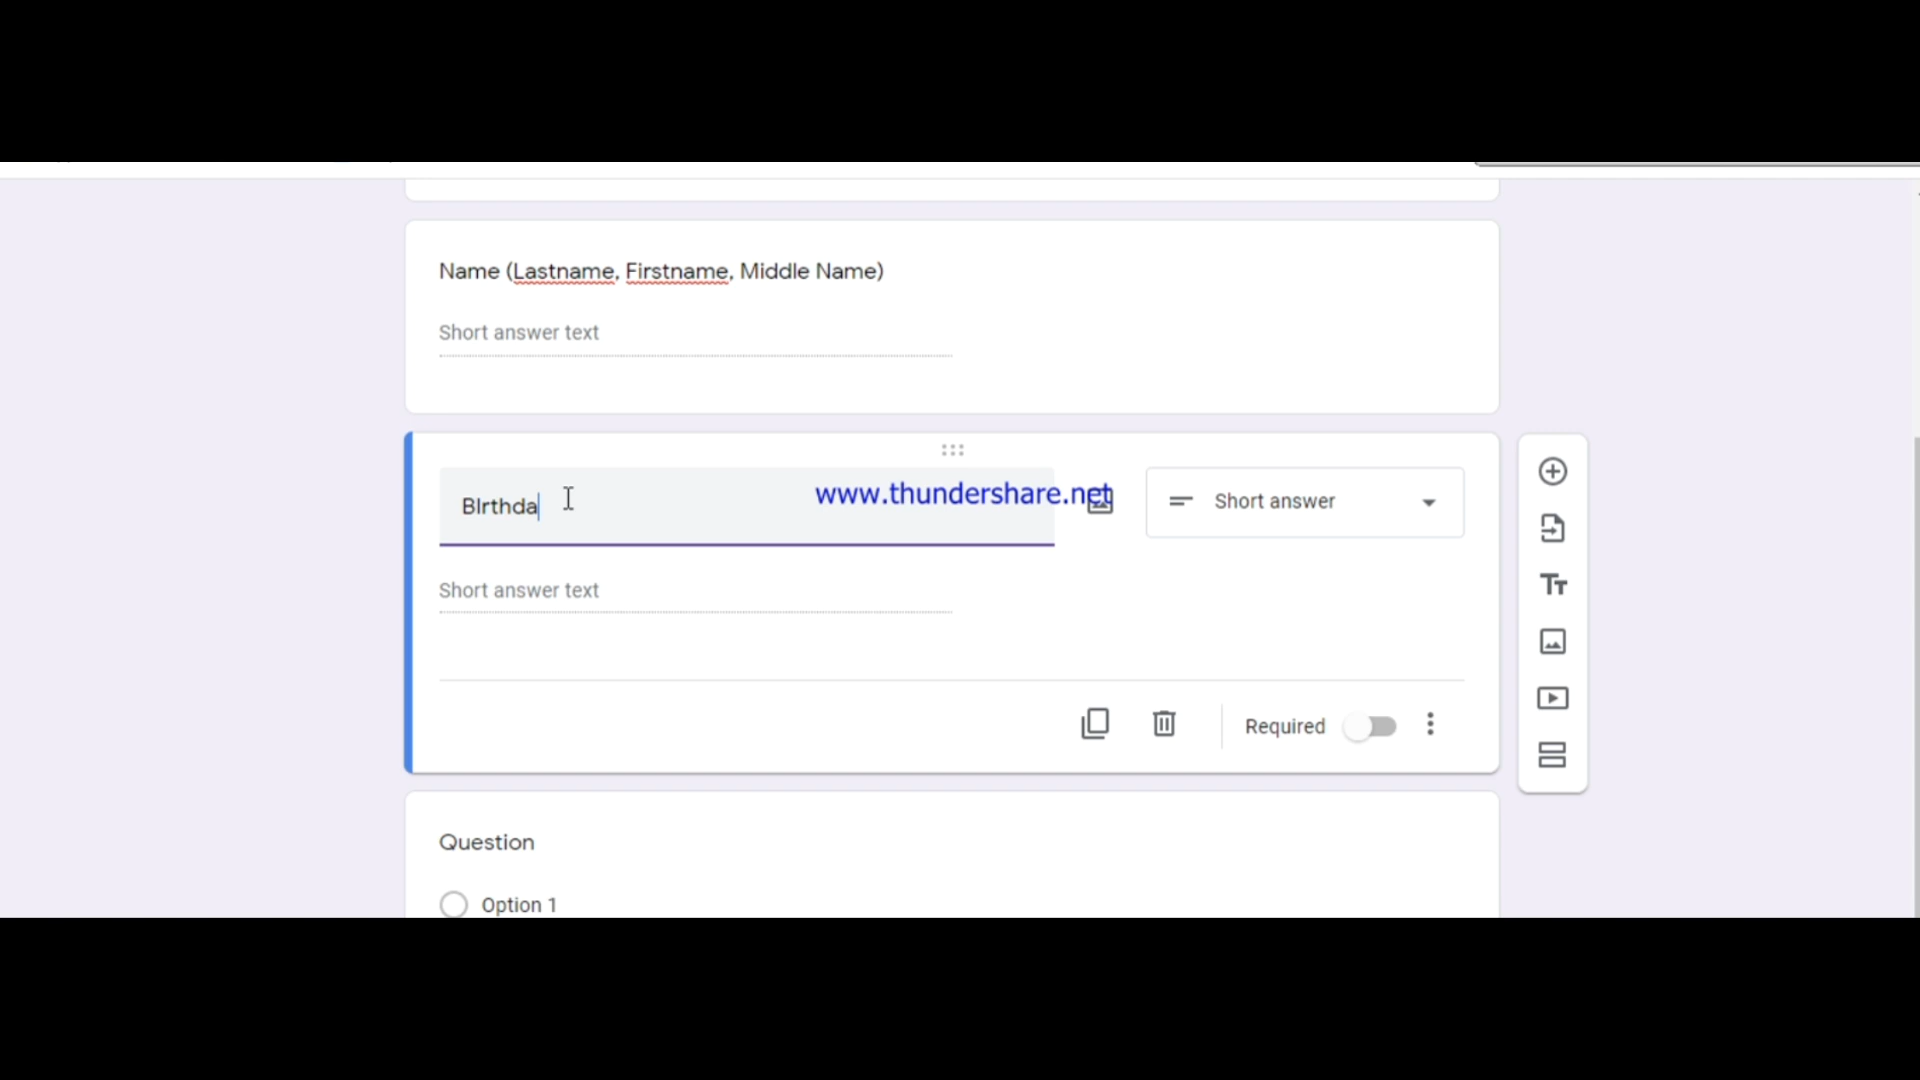 Name (Lastname, Firstname, Middle Name)
Short answer text
BIrthda
www.thundershare.net
Short answer
Short answer text
Required
Question
Option 1